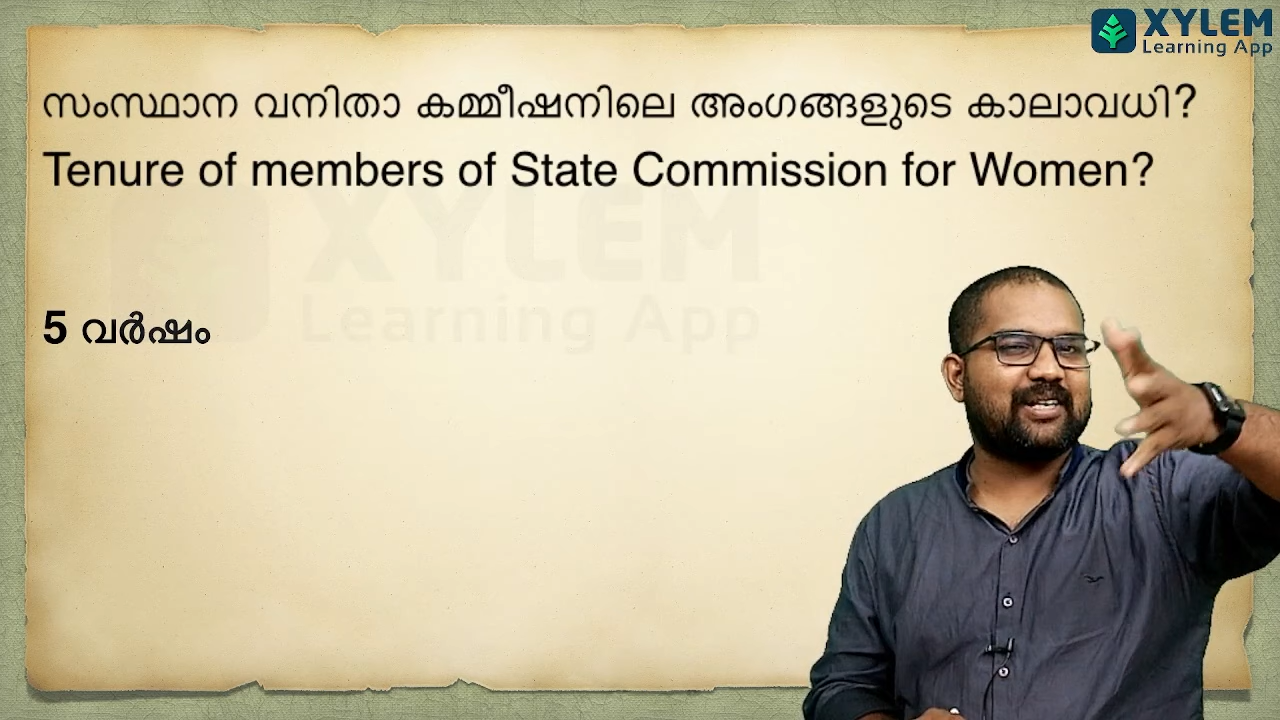 XYLEM
Learning App
സംസ്ഥാന വനിതാ കമ്മീഷനിലെ അംഗങ്ങളുടെ കാലാവധി?
Tenure of members of State Commission for Women?
XYLEM
Learning App
5 വർഷം